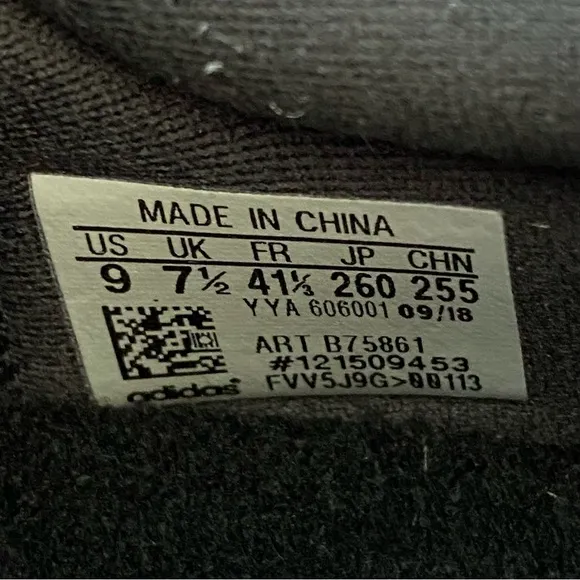 MADE IN CHINA
US UK FR JP CHN
9 7½ 41⅓ 260 255
YYA 606001 09/18
ART B75861
#121509453
adidas FVV5J9G>00113